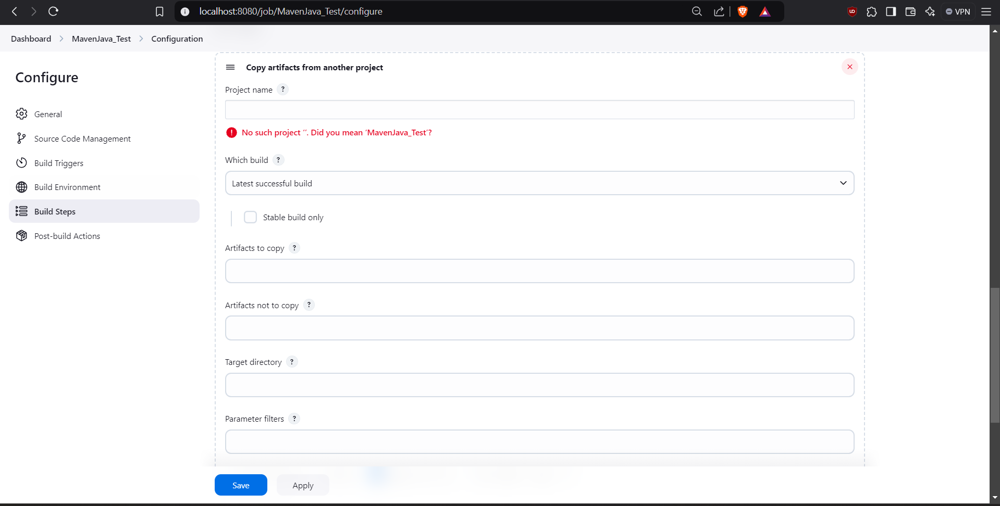 localhost:8080/job/MavenJava_Test/configure
VPN
Dashboard > MavenJava_Test > Configuration
Configure
General
Source Code Management
Build Triggers
Build Environment
Build Steps
Post-build Actions
Copy artifacts from another project
Project name ?
No such project ‘’. Did you mean ‘MavenJava_Test’?
Which build ?
Latest successful build
Stable build only
Artifacts to copy ?
Artifacts not to copy ?
Target directory ?
Parameter filters ?
Save Apply